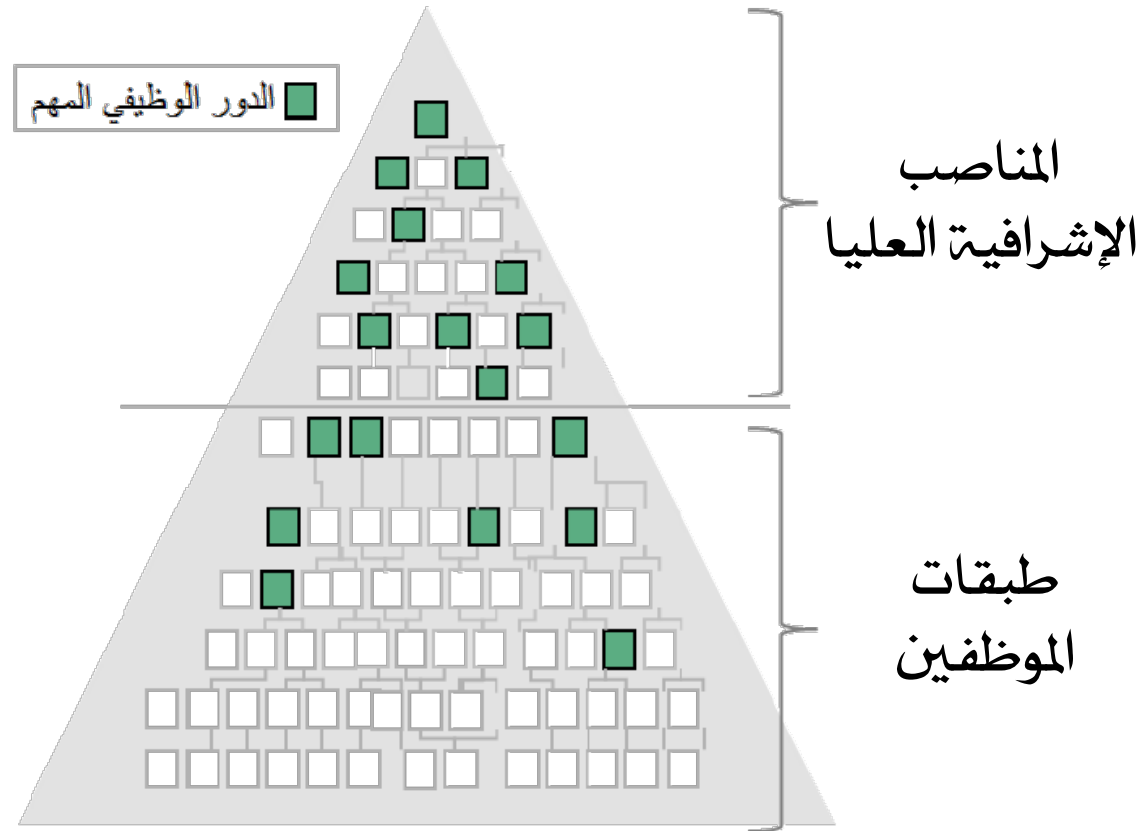 الدور الوظيفي المهم
المناصب
الإشرافية العليا
طبقات
الموظفين